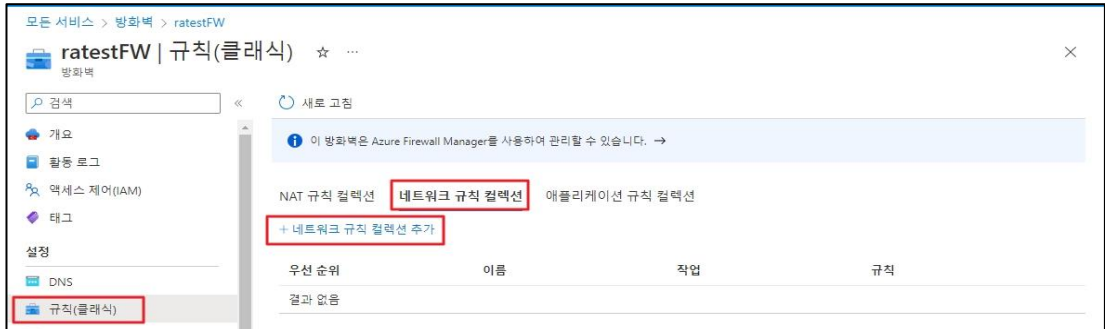 모든 서비스 > 방화벽 > ratestFW
ratestFW | 규칙(클래식) ☆ ···
방화벽
검색
개요
활동 로그
액세스 제어(IAM)
태그
설정
DNS
규칙(클래식)
새로 고침
이 방화벽은 Azure Firewall Manager를 사용하여 관리할 수 있습니다. →
NAT 규칙 컬렉션 네트워크 규칙 컬렉션 애플리케이션 규칙 컬렉션
+ 네트워크 규칙 컬렉션 추가
우선 순위 이름 작업 규칙
결과 없음